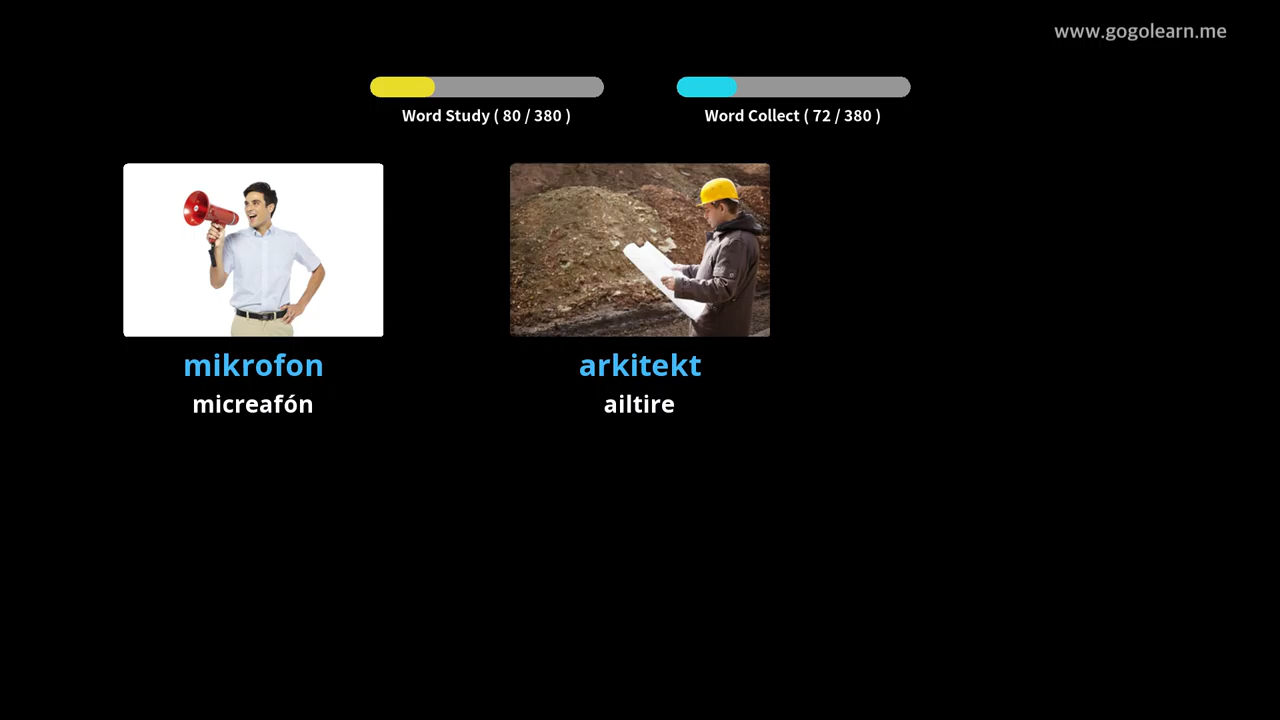 www.gogolearn.me
Word Study ( 80 / 380 )
Word Collect ( 72 / 380 )
mikrofon
micreafón
arkitekt
ailtire